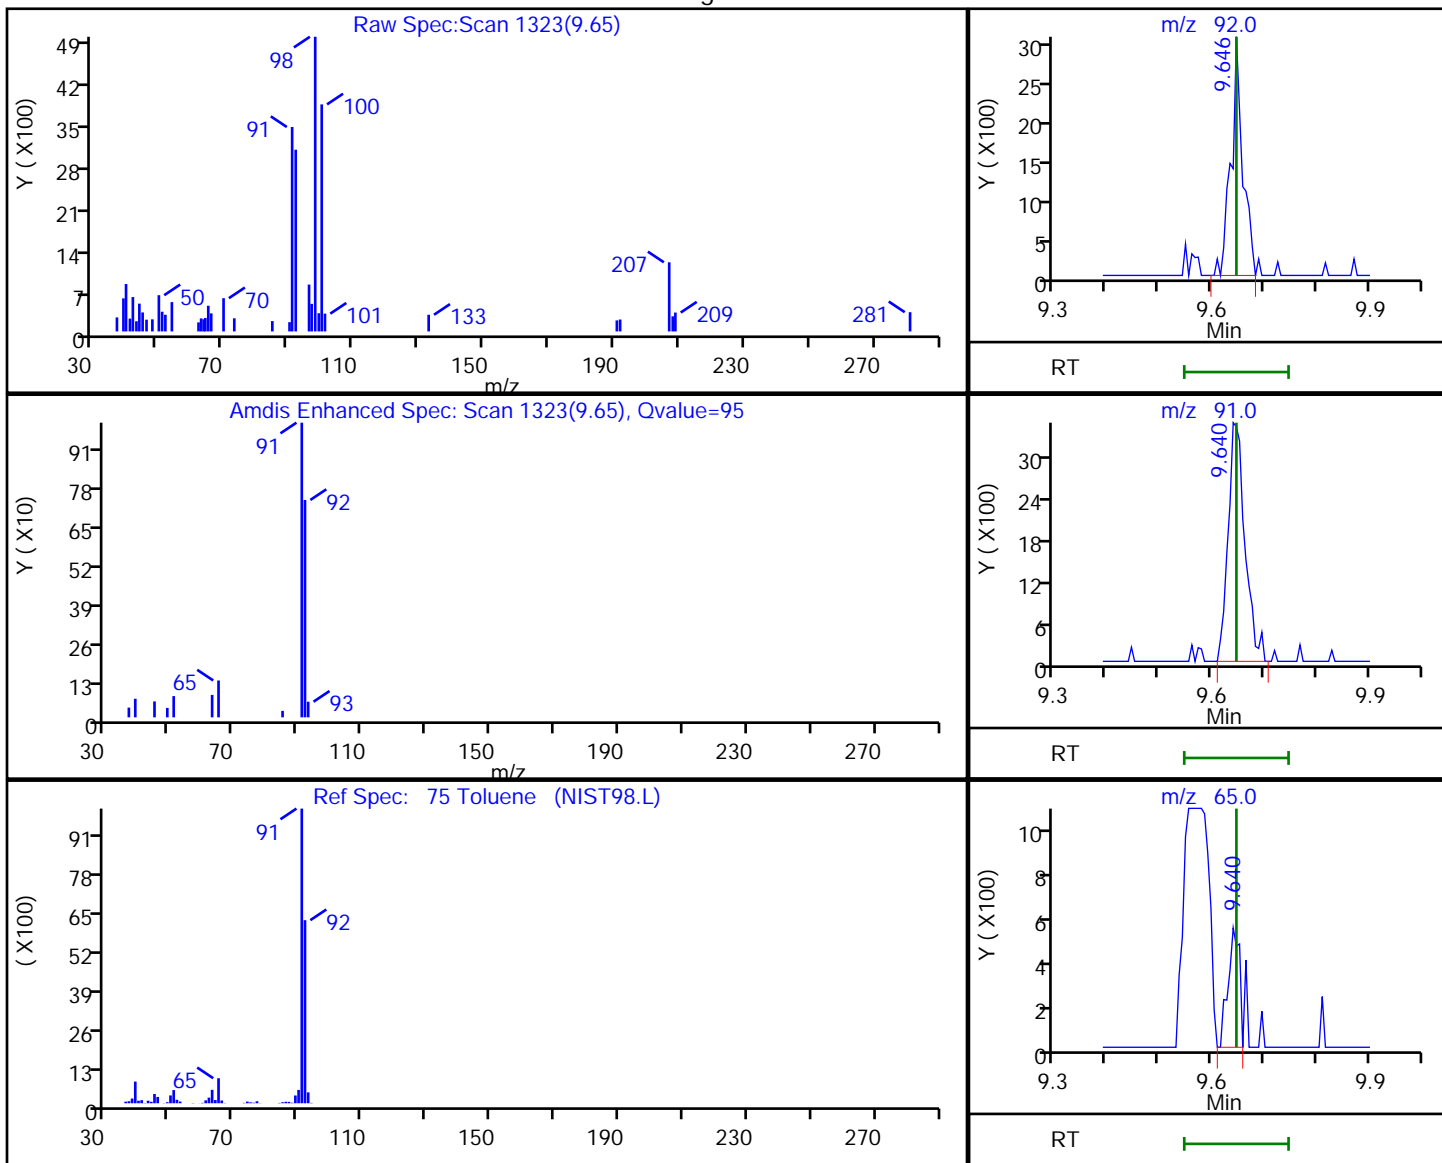 Raw Spec:Scan 1323(9.65)
Y ( X100)
49
42
35
28
21
14
7
0
98
100
91
50
70
101
133
207
209
281
30 70 110 150 190 230 270
m/z
m/z 92.0
Y ( X100)
30
25
20
15
10
5
0
9.646
9.3 9.6 9.9
Min
RT
Amdis Enhanced Spec: Scan 1323(9.65), Qvalue=95
Y ( X10)
91
78
65
52
39
26
13
0
91
92
65
93
30 70 110 150 190 230 270
m/z
m/z 91.0
Y ( X100)
30
24
18
12
6
0
9.640
9.3 9.6 9.9
Min
RT
Ref Spec: 75 Toluene (NIST98.L)
( X100)
91
78
65
52
39
26
13
0
91
92
65
30 70 110 150 190 230 270
m/z 65.0
Y ( X100)
10
8
6
4
2
0
9.640
9.3 9.6 9.9
Min
RT